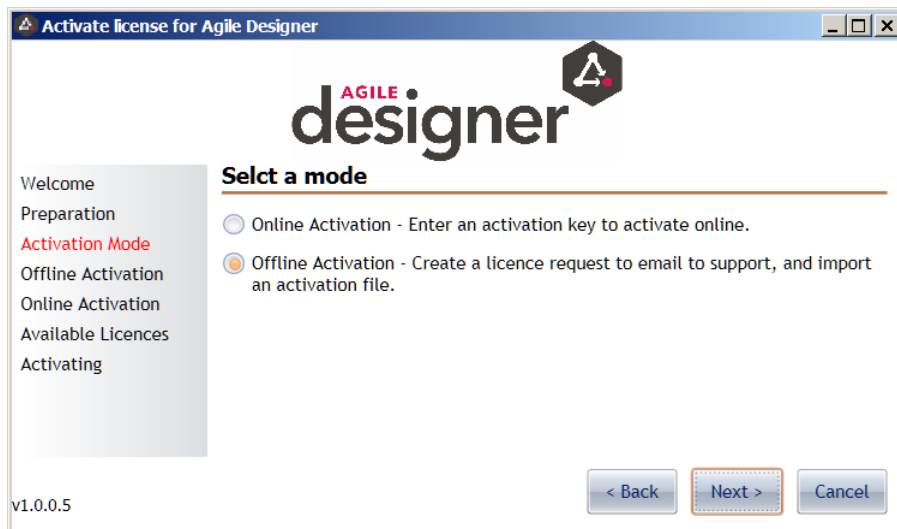 Activate license for Agile Designer
AGILE
designer
Selct a mode
Welcome
Preparation
Activation Mode
Offline Activation
Online Activation
Available Licences
Activating
Online Activation - Enter an activation key to activate online.
Offline Activation - Create a licence request to email to support, and import
an activation file.
< Back
Next >
Cancel
v1.0.0.5